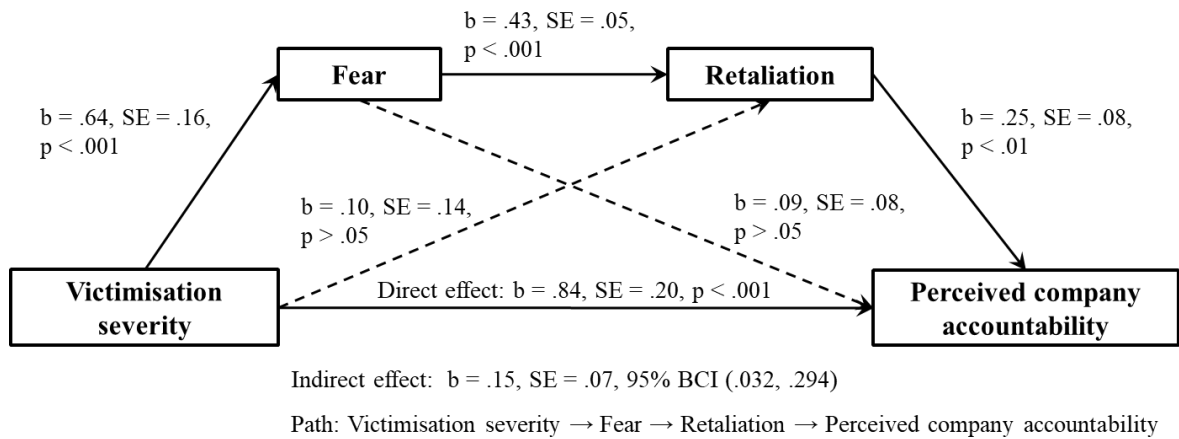 b = .43, SE = .05,
p < .001
Fear
Retaliation
b = .64, SE = .16,
p < .001
b = .25, SE = .08,
p < .01
b = .10, SE = .14,
p > .05
b = .09, SE = .08,
p > .05
Victimisation
severity
Direct effect: b = .84, SE = .20, p < .001
Perceived company
accountability
Indirect effect:  b = .15, SE = .07, 95% BCI (.032, .294)
Path: Victimisation severity → Fear → Retaliation → Perceived company accountability